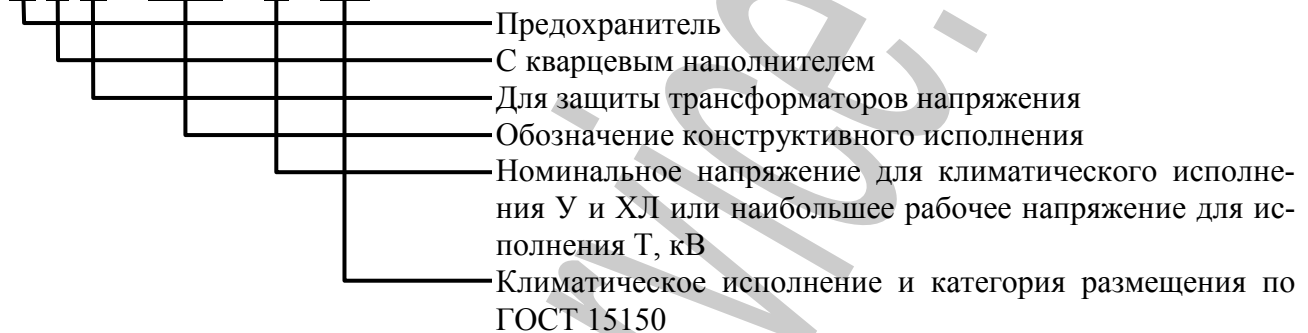 Предохранитель
С кварцевым наполнителем
Для защиты трансформаторов напряжения
Обозначение конструктивного исполнения
Номинальное напряжение для климатического исполне-
ния У и ХЛ или наибольшее рабочее напряжение для ис-
полнения Т, кВ
Климатическое исполнение и категория размещения по
ГОСТ 15150